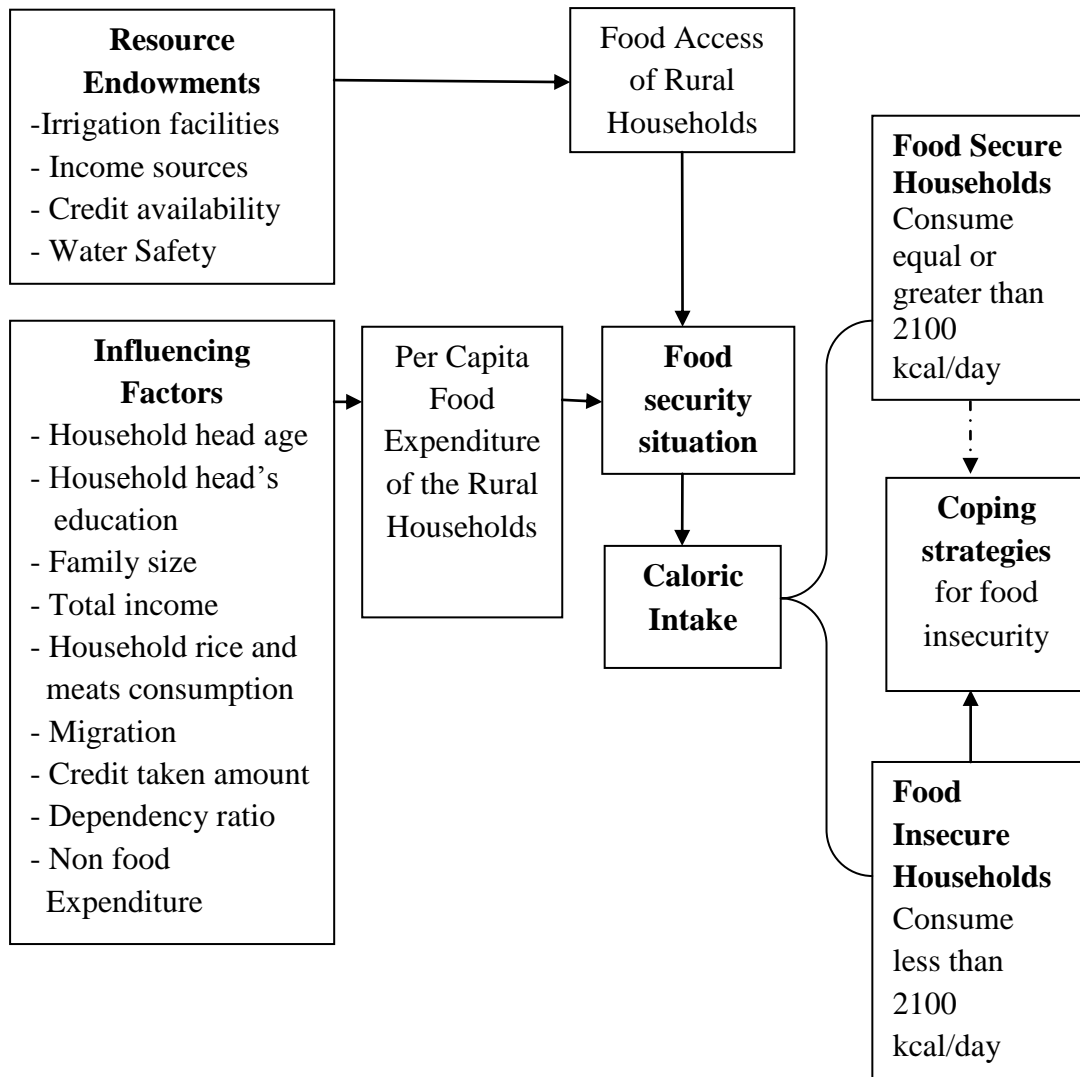 Resource
Endowments
-Irrigation facilities
- Income sources
- Credit availability
- Water Safety
Food Access
of Rural
Households
Food Secure
Households
Consume
equal or
greater than
2100
kcal/day
Influencing
Factors
- Household head age
- Household head's
education
- Family size
- Total income
- Household rice and
meats consumption
- Migration
- Credit taken amount
- Dependency ratio
- Non food
Expenditure
Per Capita
Food
Expenditure
of the Rural
Households
Food
security
situation
Caloric
Intake
Coping
strategies
for food
insecurity
Food
Insecure
Households
Consume
less than
2100
kcal/day